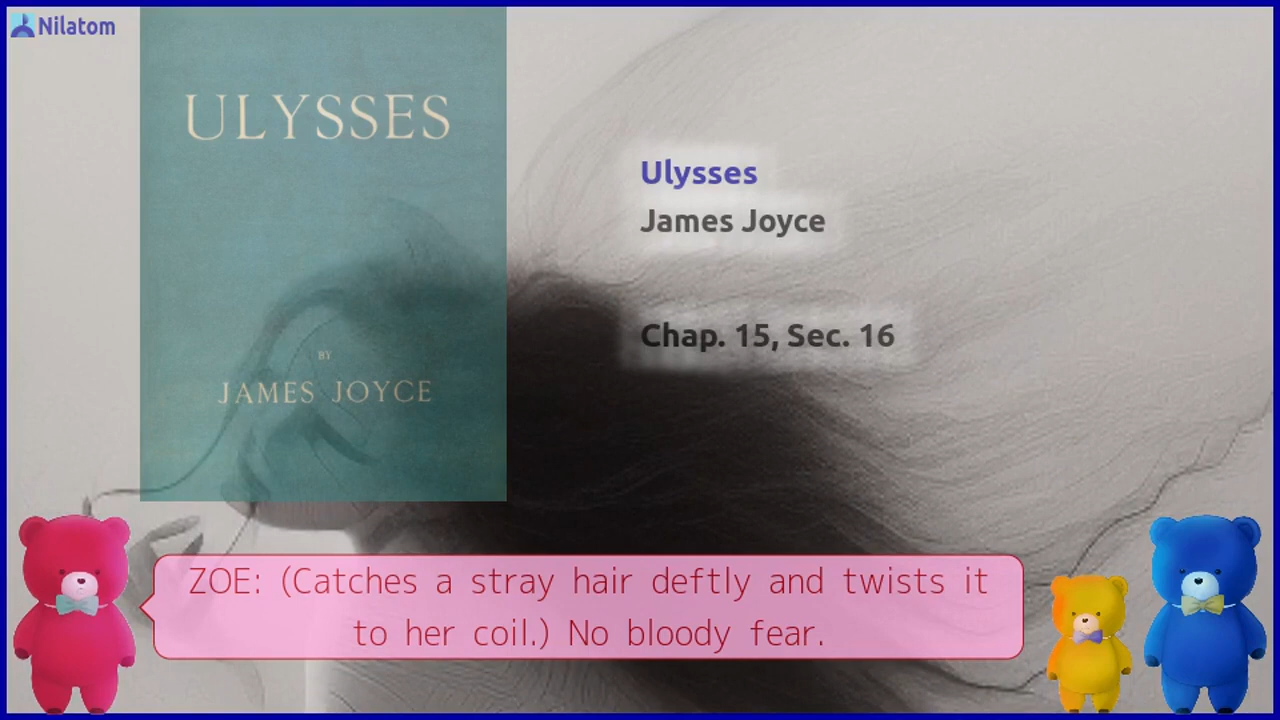 Nilatom
ULYSSES
BY
JAMES JOYCE
Ulysses
James Joyce
Chap. 15, Sec. 16
ZOE: (Catches a stray hair deftly and twists it
to her coil.) No bloody fear.